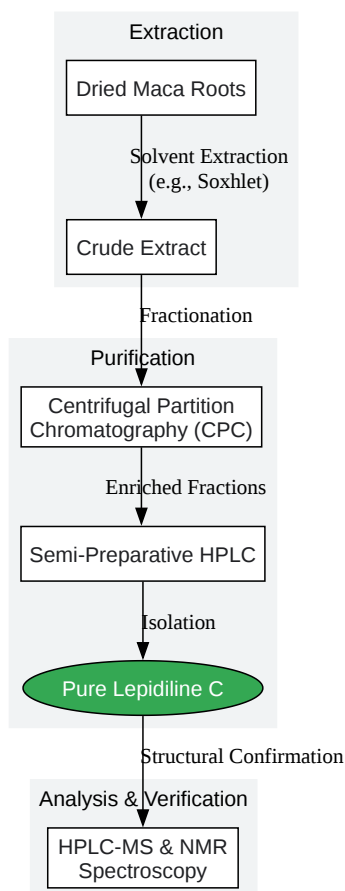 Extraction
Dried Maca Roots
Solvent Extraction
(e.g., Soxhlet)
Crude Extract
Fractionation
Purification
Centrifugal Partition
Chromatography (CPC)
Enriched Fractions
Semi-Preparative HPLC
Isolation
Pure Lepidiline C
Structural Confirmation
Analysis & Verification
HPLC-MS & NMR
Spectroscopy